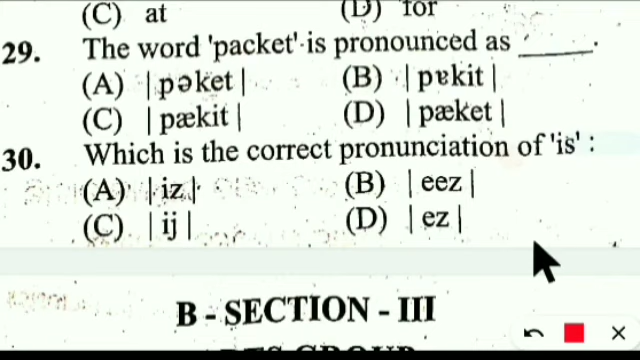 (C) at (D) for
29. The word 'packet' is pronounced as ______.
(A) |pəket| (B) |pɐkit|
(C) |pækit| (D) |pæket|
30. Which is the correct pronunciation of 'is' :
(A) |iz| (B) |eez|
(C) |ij| (D) |ez|
B - SECTION - III